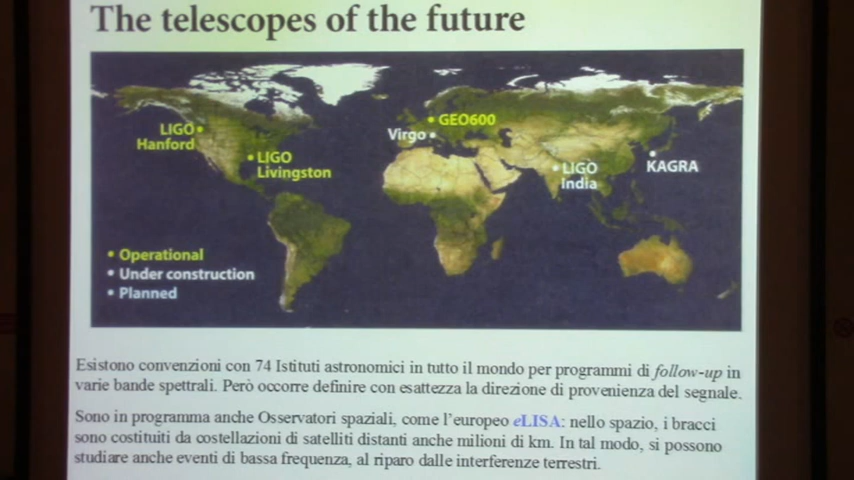 The telescopes of the future
LIGO
Hanford
LIGO
Livingston
GEO600
Virgo
LIGO
India
KAGRA
• Operational
• Under construction
• Planned
Esistono convenzioni con 74 Istituti astronomici in tutto il mondo per programmi di follow-up in
varie bande spettrali. Però occorre definire con esattezza la direzione di provenienza del segnale.
Sono in programma anche Osservatori spaziali, come l'europeo eLISA: nello spazio, i bracci
sono costituiti da costellazioni di satelliti distanti anche milioni di km. In tal modo, si possono
studiare anche eventi di bassa frequenza, al riparo dalle interferenze terrestri.